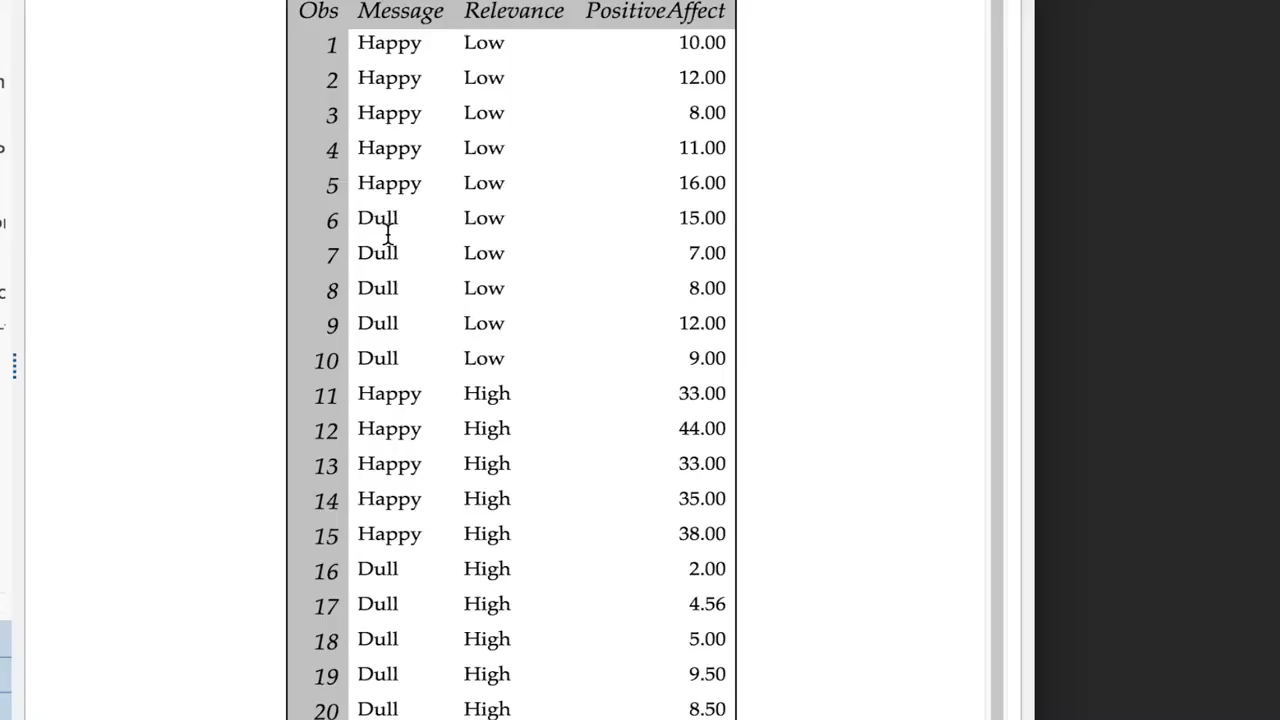 Obs Message Relevance PositiveAffect
1 Happy Low 10.00
2 Happy Low 12.00
3 Happy Low 8.00
4 Happy Low 11.00
5 Happy Low 16.00
6 Dull Low 15.00
7 Dull Low 7.00
8 Dull Low 8.00
9 Dull Low 12.00
10 Dull Low 9.00
11 Happy High 33.00
12 Happy High 44.00
13 Happy High 33.00
14 Happy High 35.00
15 Happy High 38.00
16 Dull High 2.00
17 Dull High 4.56
18 Dull High 5.00
19 Dull High 9.50
20 Dull High 8.50